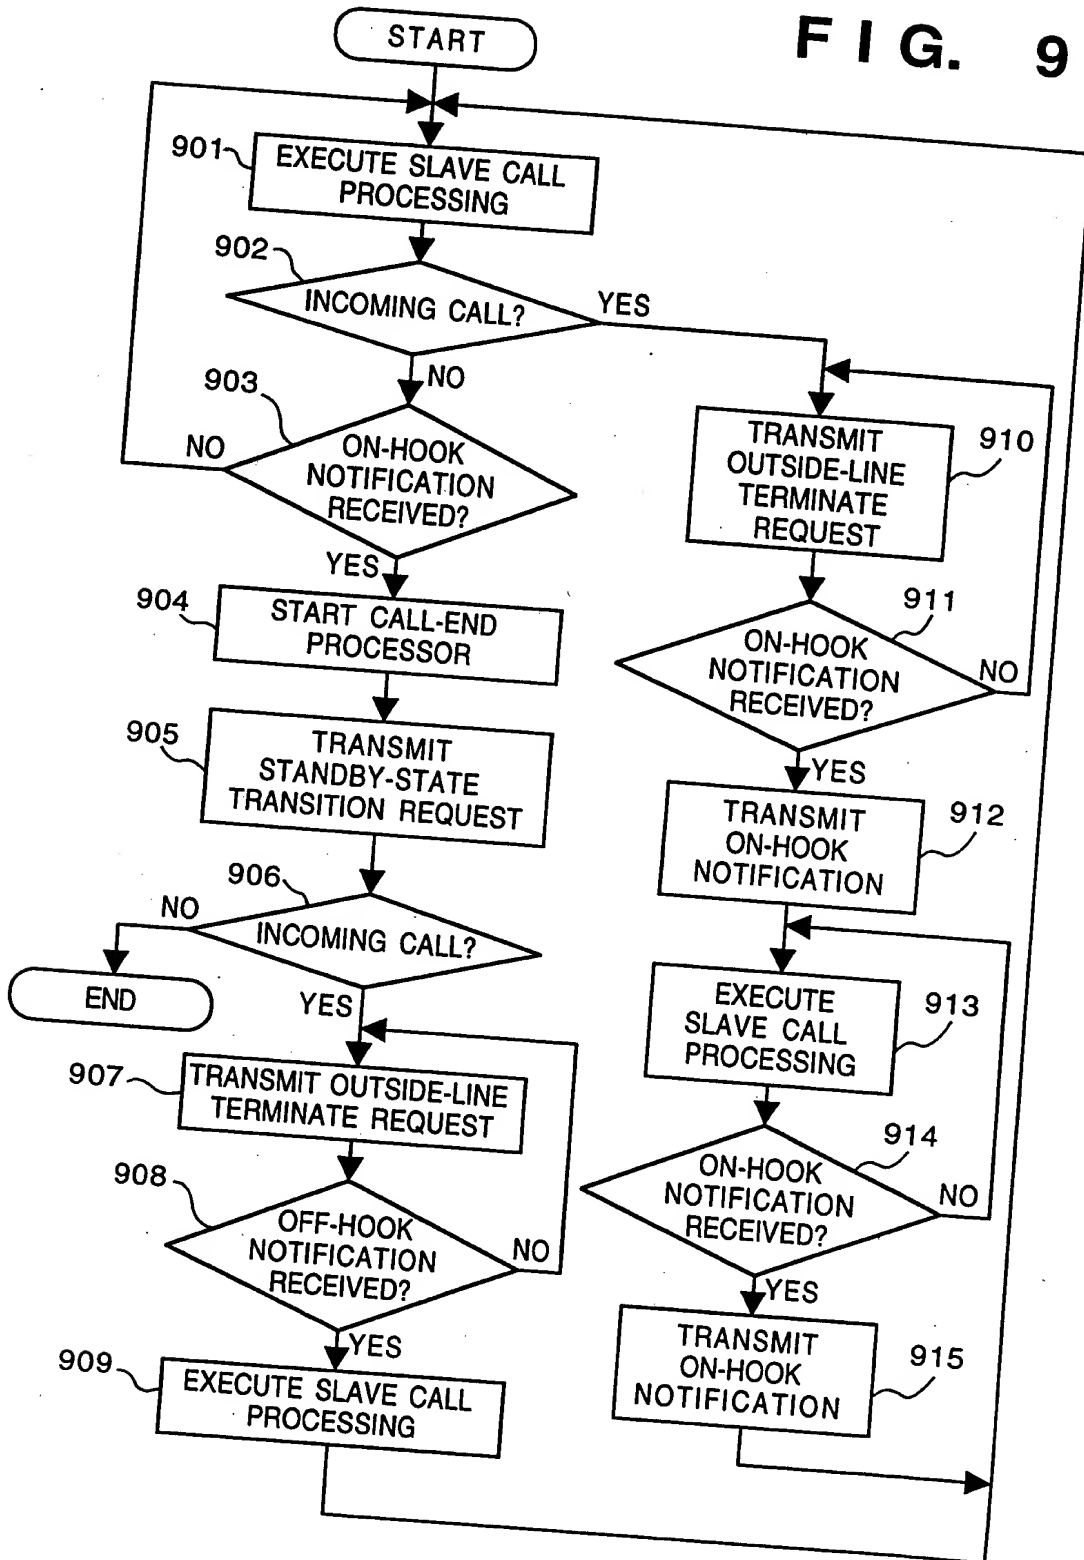 FIG. 9
START
901
EXECUTE SLAVE CALL
PROCESSING
902
INCOMING CALL?
YES
NO
903
ON-HOOK
NOTIFICATION
RECEIVED?
NO
YES
904
START CALL-END
PROCESSOR
905
TRANSMIT
STANDBY-STATE
TRANSITION REQUEST
906
INCOMING CALL?
NO
END
YES
907
TRANSMIT OUTSIDE-LINE
TERMINATE REQUEST
908
OFF-HOOK
NOTIFICATION
RECEIVED?
NO
YES
909
EXECUTE SLAVE CALL
PROCESSING
910
TRANSMIT
OUTSIDE-LINE
TERMINATE
REQUEST
911
ON-HOOK
NOTIFICATION
RECEIVED?
NO
YES
912
TRANSMIT
ON-HOOK
NOTIFICATION
913
EXECUTE
SLAVE CALL
PROCESSING
914
ON-HOOK
NOTIFICATION
RECEIVED?
NO
YES
915
TRANSMIT
ON-HOOK
NOTIFICATION